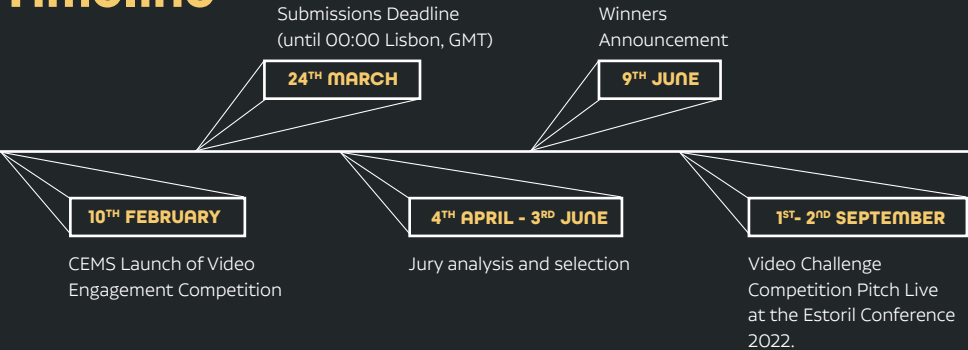 TIMELINE
Submissions Deadline
(until 00:00 Lisbon, GMT)
24TH MARCH
Winners
Announcement
9TH JUNE
10TH FEBRUARY
CEMS Launch of Video
Engagement Competition
4TH APRIL - 3RD JUNE
Jury analysis and selection
1ST- 2ND SEPTEMBER
Video Challenge
Competition Pitch Live
at the Estoril Conference
2022.